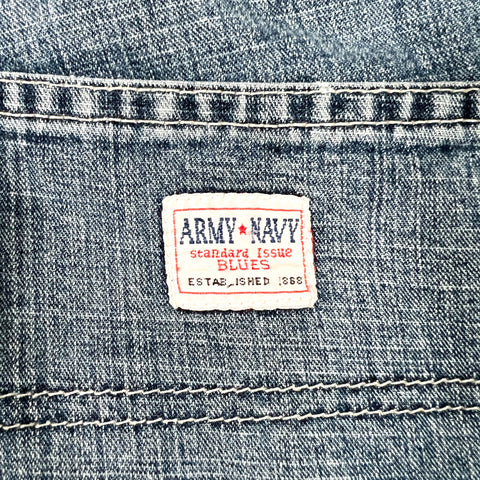 ARMY★NAVY
standard Issue
BLUES
ESTABLISHED 1868